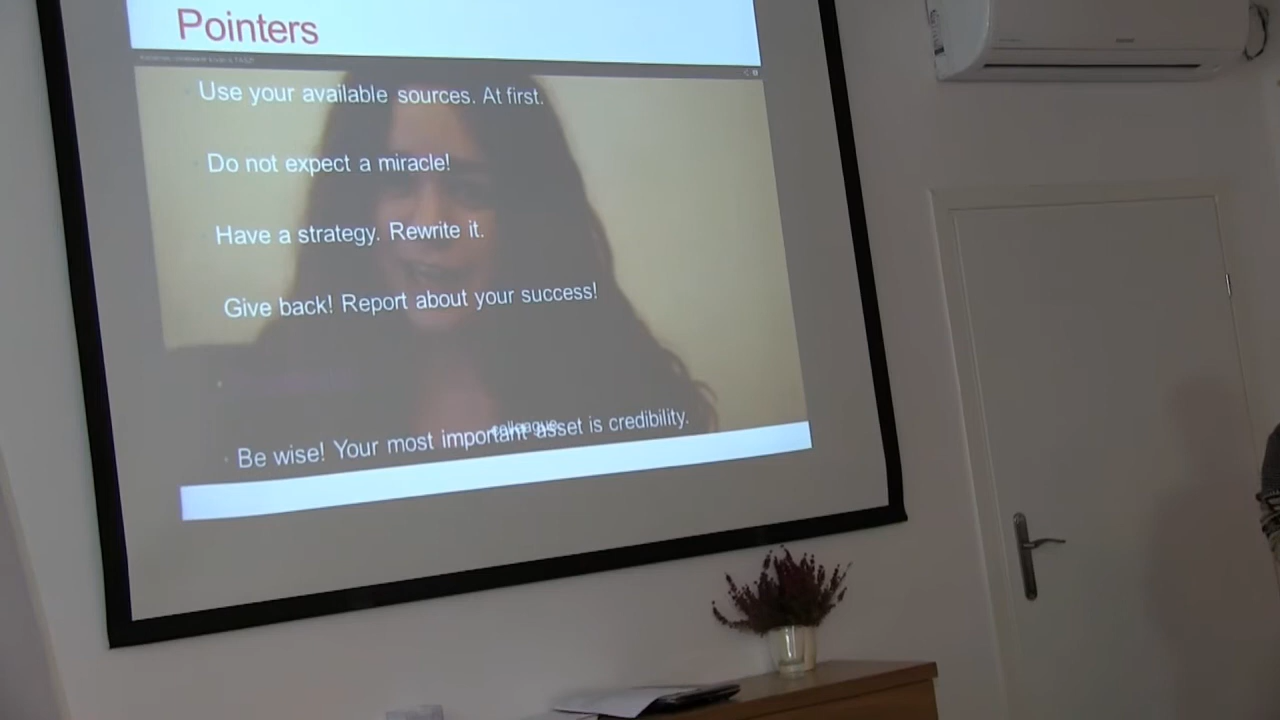 Pointers
Use your available sources. At first.
Do not expect a miracle!
Have a strategy. Rewrite it.
Give back! Report about your success!
colleague
Be wise! Your most important asset is credibility.